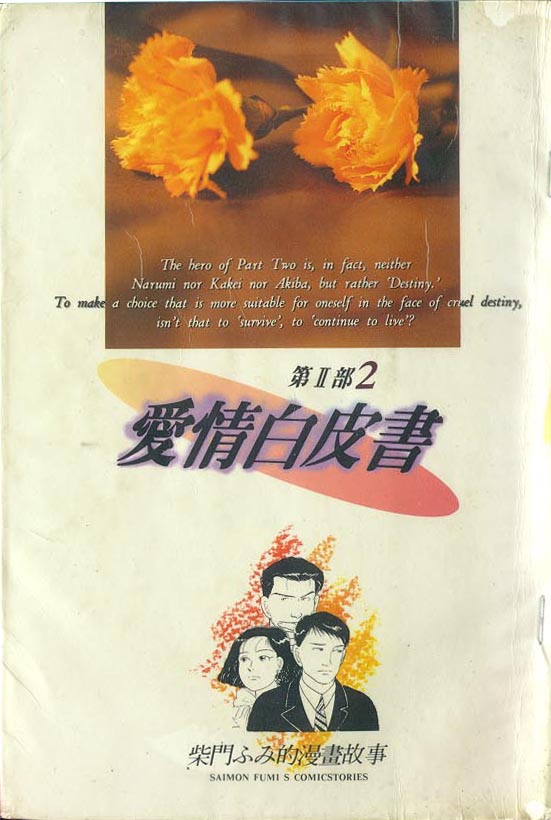 The hero of Part Two is, in fact, neither
Narumi nor Kakei nor Akiba, but rather 'Destiny.'
To make a choice that is more suitable for oneself in the face of cruel destiny,
isn't that to 'survive', to 'continue to live'?
第Ⅱ部2
愛情白皮書
柴門ふみ的漫畫故事
SAIMON FUMI S COMICSTORIES